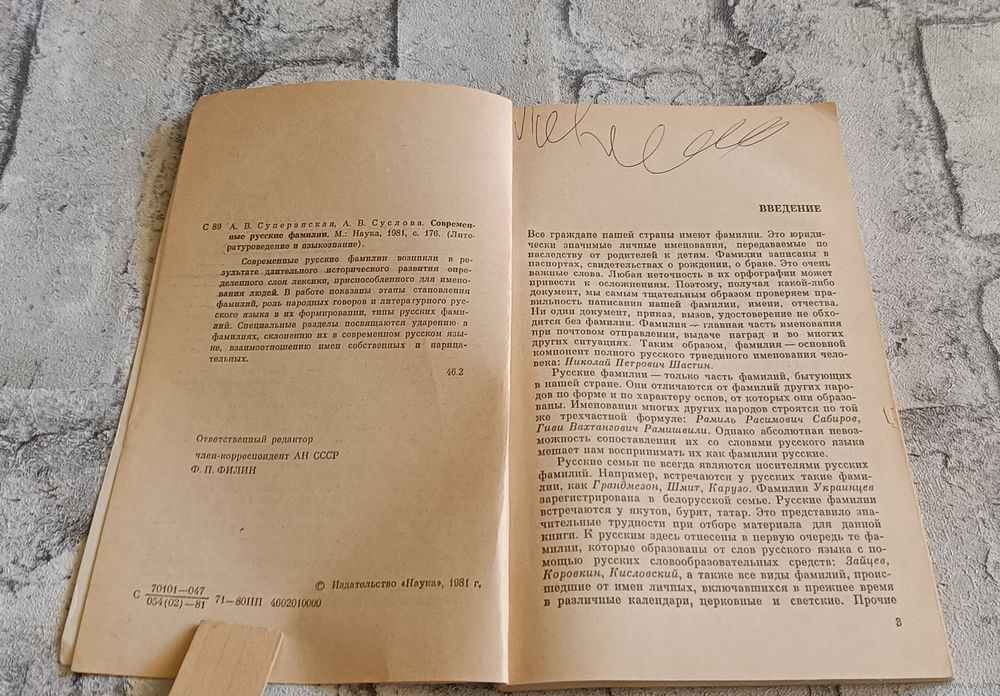 С 89 А. В. Суперанская, А. В. Суслова. Современ-
ные русские фамилии. М.: Наука, 1981, с. 176. (Лите-
ратуроведение и языкознание).
Современные русские фамилии возникли в ре-
зультате длительного исторического развития опре-
деленного слоя лексики, приспособленного для имено-
вания людей. В работе показаны этапы становления
фамилий, роль народных говоров и литературного рус-
ского языка в их формировании, типы русских фами-
лий. Специальные разделы посвящаются ударению в
фамилиях, склонению их в современном русском язы-
ке, взаимоотношению имен собственных и нарица-
тельных.
46.2
Ответственный редактор
член-корреспондент АН СССР
Ф. П. ФИЛИН
С 70101—047
054(02)—81 71—80НП 4602010000
© Издательство «Наука», 1981 г.
ВВЕДЕНИЕ
Все граждане нашей страны имеют фамилии. Это юриди-
чески значимые личные именования, передаваемые по
наследству от родителей к детям. Фамилии записаны в
паспортах, свидетельствах о рождении, о браке. Это очень
важные слова. Любая неточность в их орфографии может
привести к осложнениям. Поэтому, получая какой-либо
документ, мы самым тщательным образом проверяем пра-
вильность написания нашей фамилии, имени, отчества.
Ни один документ, приказ, вызов, удостоверение не обхо-
дится без фамилии. Фамилия — главная часть именования
при почтовом отправлении, выдаче наград и во многих
других ситуациях. Таким образом, фамилия — основной
компонент полного русского триединого именования чело-
века: Николай Петрович Шастин.
Русские фамилии — только часть фамилий, бытующих
в нашей стране. Они отличаются от фамилий других наро-
дов по форме и по характеру основ, от которых они образо-
ваны. Именования многих других народов строятся по той
же трехчастной формуле: Рамиль Расимович Сабиров,
Гиви Вахтангович Рамишвили. Однако абсолютная невоз-
можность сопоставления их со словами русского языка
мешает нам воспринимать их как фамилии русские.
Русские семьи не всегда являются носителями русских
фамилий. Например, встречаются у русских такие фами-
лии, как Грандмезон, Шмит, Карузо. Фамилия Украинцев
зарегистрирована в белорусской семье. Русские фамилии
встречаются у якутов, бурят, татар. Это представило зна-
чительные трудности при отборе материала для данной
книги. К русским здесь отнесены в первую очередь те фа-
милии, которые образованы от слов русского языка с по-
мощью русских словообразовательных средств: Зайцев,
Коровкин, Кисловский, а также все виды фамилий, проис-
шедшие от имен личных, включавшихся в прежнее время
в различные календари, церковные и светские. Прочие
3